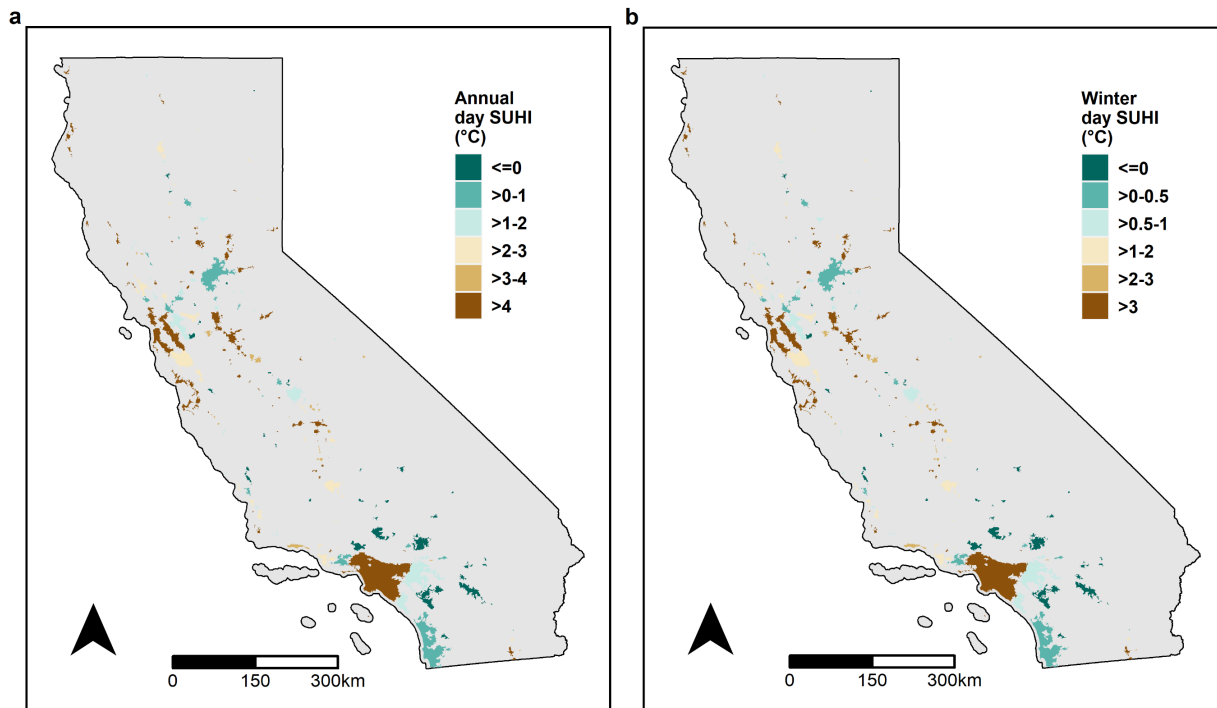 a
Annual
day SUHI
(°C)
<=0
>0-1
>1-2
>2-3
>3-4
>4
0 150 300km
b
Winter
day SUHI
(°C)
<=0
>0-0.5
>0.5-1
>1-2
>2-3
>3
0 150 300km